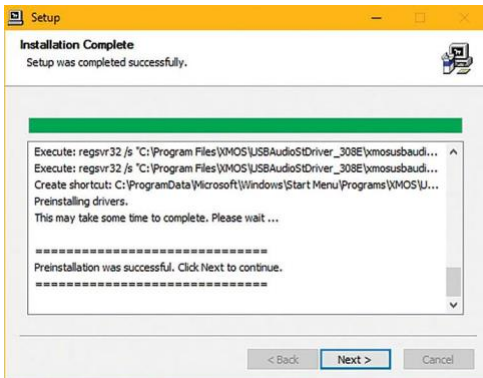 Setup
Installation Complete
Setup was completed successfully.
Execute: regsvr32 /s "C:\Program Files\XMOS\USBAudioStDriver_308E\xmosusbaudi...
Execute: regsvr32 /s "C:\Program Files\XMOS\USBAudioStDriver_308E\xmosusbaudi...
Create shortcut: C:\ProgramData\Microsoft\Windows\Start Menu\Programs\XMOS\U...
Preinstalling drivers.
This may take some time to complete. Please wait ...
==============================
Preinstallation was successful. Click Next to continue.
==============================
< Back
Next >
Cancel